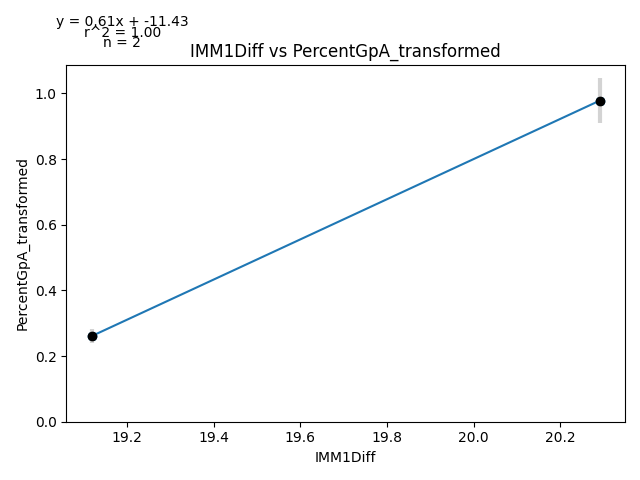 y = 0.61x + -11.43
r^2 = 1.00
n = 2
IMM1Diff vs PercentGpA_transformed
PercentGpA_transformed
1.0
0.8
0.6
0.4
0.2
0.0
19.2 19.4 19.6 19.8 20.0 20.2
IMM1Diff